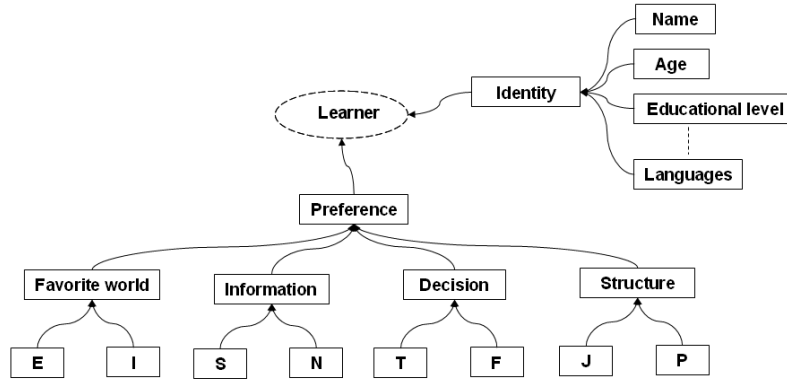 Name
Age
Identity
Learner
Educational level
Languages
Preference
Favorite world
Information
Decision
Structure
E
I
S
N
T
F
J
P